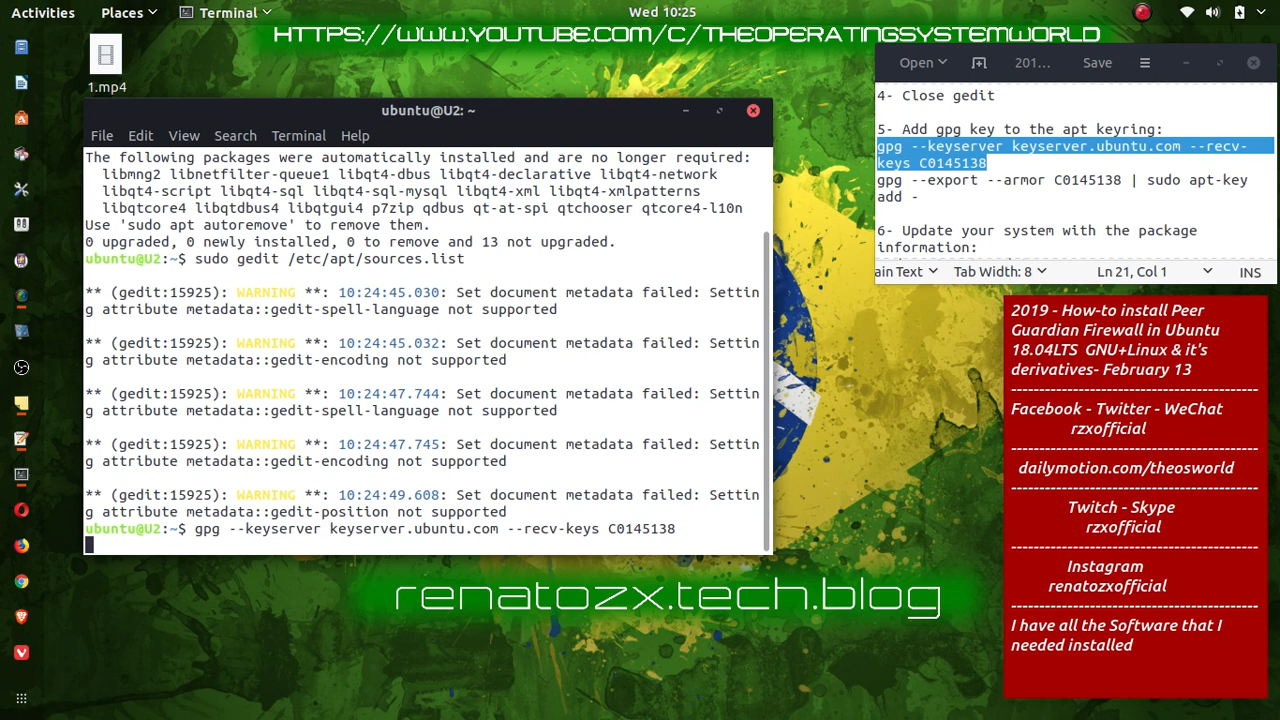 Activities Places Terminal Wed 10:25
HTTPS://WWW.YOUTUBE.COM/C/THEOPERATINGSYSTEMWORLD
1.mp4
ubuntu@U2: ~
File Edit View Search Terminal Help
The following packages were automatically installed and are no longer required:
libmng2 libnetfilter-queue1 libqt4-dbus libqt4-declarative libqt4-network
libqt4-script libqt4-sql libqt4-sql-mysql libqt4-xml libqt4-xmlpatterns
libqtcore4 libqtdbus4 libqtgui4 p7zip qdbus qt-at-spi qtchooser qtcore4-l10n
Use 'sudo apt autoremove' to remove them.
0 upgraded, 0 newly installed, 0 to remove and 13 not upgraded.
ubuntu@U2:~$ sudo gedit /etc/apt/sources.list
** (gedit:15925): WARNING **: 10:24:45.030: Set document metadata failed: Settin
g attribute metadata::gedit-spell-language not supported
** (gedit:15925): WARNING **: 10:24:45.032: Set document metadata failed: Settin
g attribute metadata::gedit-encoding not supported
** (gedit:15925): WARNING **: 10:24:47.744: Set document metadata failed: Settin
g attribute metadata::gedit-spell-language not supported
** (gedit:15925): WARNING **: 10:24:47.745: Set document metadata failed: Settin
g attribute metadata::gedit-encoding not supported
** (gedit:15925): WARNING **: 10:24:49.608: Set document metadata failed: Settin
g attribute metadata::gedit-position not supported
ubuntu@U2:~$ gpg --keyserver keyserver.ubuntu.com --recv-keys C0145138
Open 201... Save
4- Close gedit
5- Add gpg key to the apt keyring:
gpg --keyserver keyserver.ubuntu.com --recv-
keys C0145138
gpg --export --armor C0145138 | sudo apt-key
add -
6- Update your system with the package
information:
ain Text Tab Width: 8 Ln 21, Col 1 INS
2019 - How-to install Peer
Guardian Firewall in Ubuntu
18.04LTS GNU+Linux & it's
derivatives- February 13
--------------------------------------------
Facebook - Twitter - WeChat
rzxofficial
--------------------------------------------
dailymotion.com/theosworld
--------------------------------------------
Twitch - Skype
rzxofficial
--------------------------------------------
Instagram
renatozxofficial
--------------------------------------------
I have all the Software that I
needed installed
renatozx.tech.blog